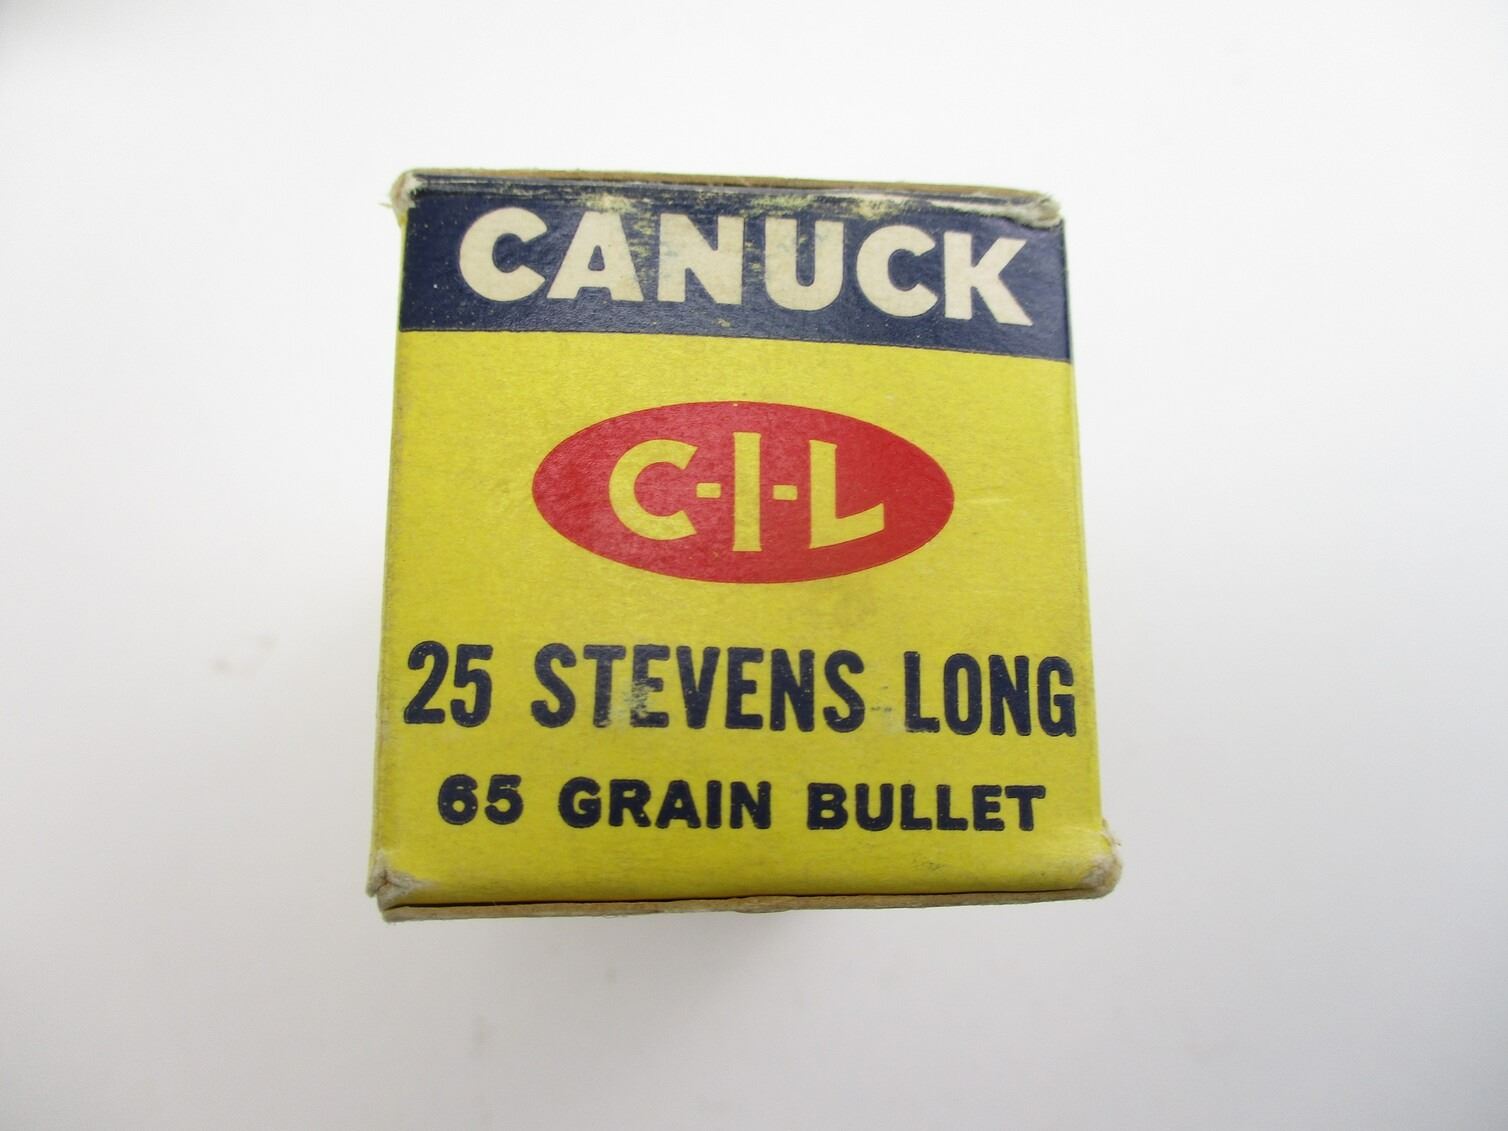 CANUCK
C-I-L
25 STEVENS LONG
65 GRAIN BULLET